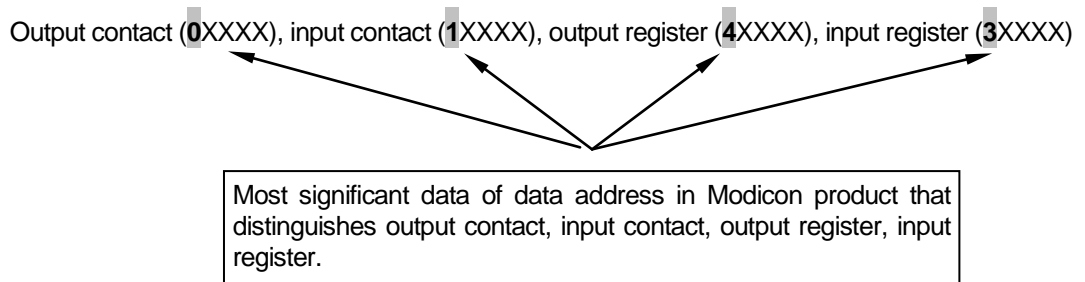 Output contact (0XXXX), input contact (1XXXX), output register (4XXXX), input register (3XXXX)
Most significant data of data address in Modicon product that
distinguishes output contact, input contact, output register, input
register.